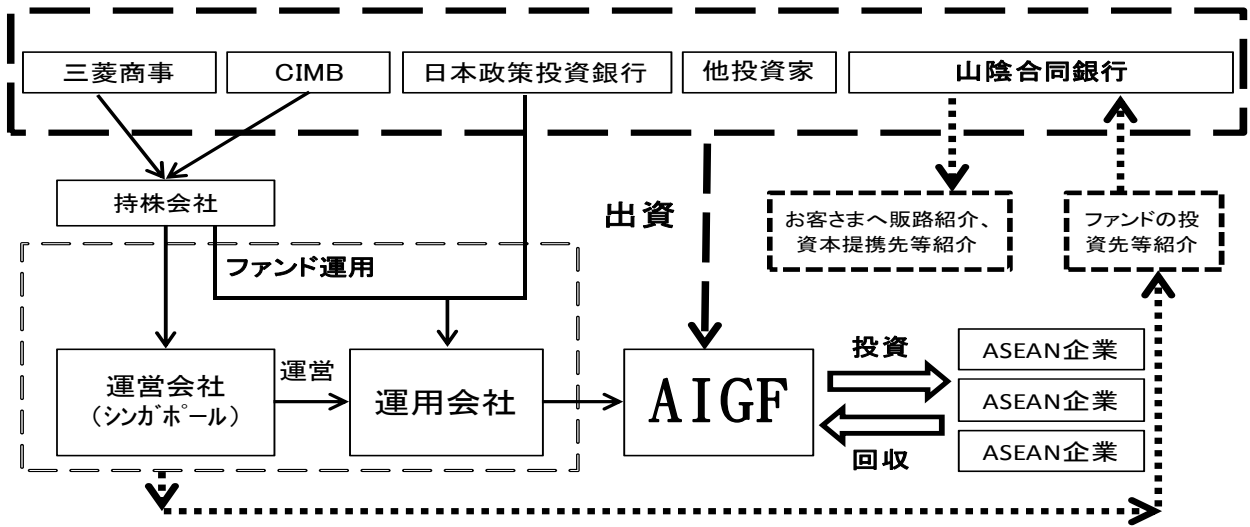 三菱商事
CIMB
日本政策投資銀行
他投資家
山陰合同銀行
持株会社
出資
お客さまへ販路紹介、
資本提携先等紹介
ファンドの投
資先等紹介
ファンド運用
運営会社
(シンガポール)
運営
運用会社
AIGF
投資
回収
ASEAN企業
ASEAN企業
ASEAN企業